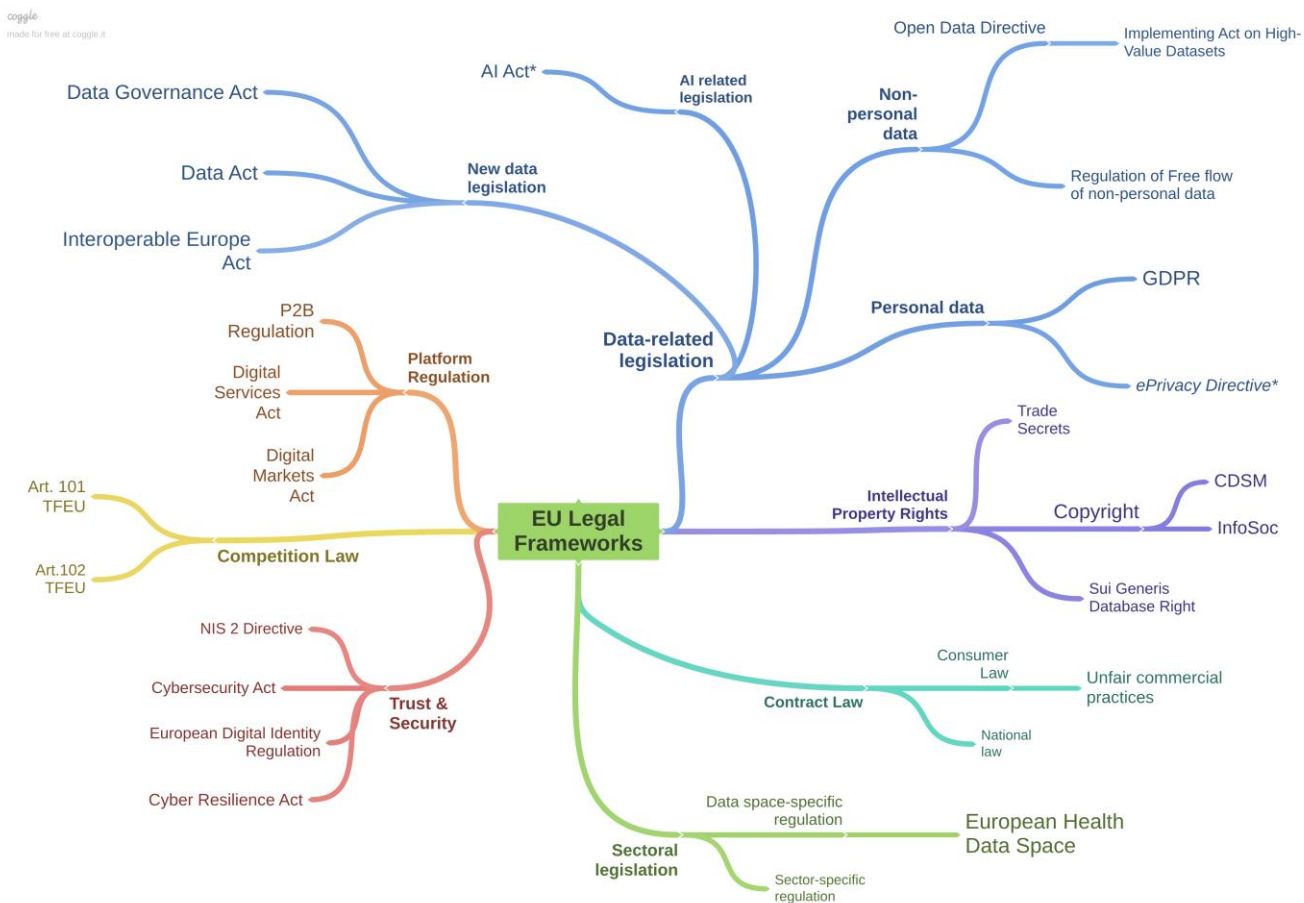 coggle
made for free at coggle.it
Open Data Directive
Implementing Act on High-
Value Datasets
AI Act*
AI related
legislation
Data Governance Act
Non-
personal
data
Data Act
New data
legislation
Regulation of Free flow
of non-personal data
Interoperable Europe
Act
GDPR
Personal data
P2B
Regulation
Data-related
legislation
Platform
Regulation
Digital
Services
Act
ePrivacy Directive*
Trade
Secrets
Digital
Markets
Act
Art. 101
TFEU
Intellectual
Property Rights
Copyright
CDSM
InfoSoc
EU Legal
Frameworks
Competition Law
Art.102
TFEU
Sui Generis
Database Right
NIS 2 Directive
Consumer
Law
Cybersecurity Act
Unfair commercial
practices
Trust &
Security
Contract Law
European Digital Identity
Regulation
National
law
Cyber Resilience Act
Data space-specific
regulation
European Health
Data Space
Sectoral
legislation
Sector-specific
regulation